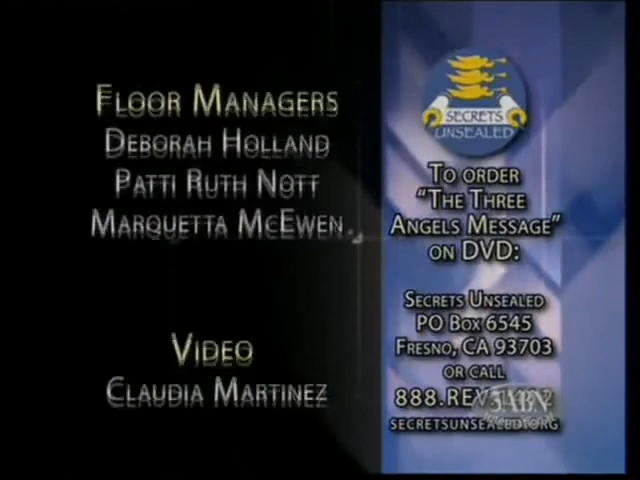 FLOOR MANAGERS
DEBORAH HOLLAND
PATTI RUTH NOTT
MARQUETTA MCEWEN
VIDEO
CLAUDIA MARTINEZ
SECRETS
UNSEALED
TO ORDER
"THE THREE
ANGELS MESSAGE"
ON DVD:
SECRETS UNSEALED
PO BOX 6545
FRESNO, CA 93703
OR CALL
3ABN
SECRETSUNSEALED.ORG